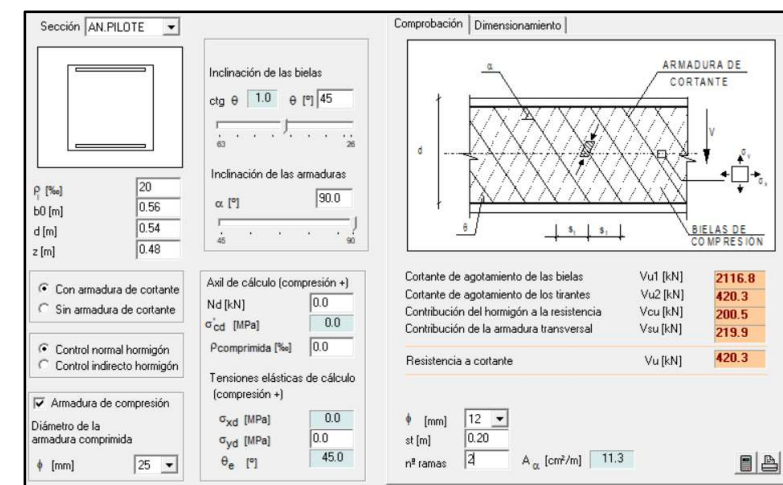 Sección AN.PILOTE
ρl [‰] 20
b0 [m] 0.56
d [m] 0.54
z [m] 0.48
Con armadura de cortante
Sin armadura de cortante
Control normal hormigón
Control indirecto hormigón
Armadura de compresión
Diámetro de la
armadura comprimida
ϕ [mm] 25
Inclinación de las bielas
ctg θ 1.0 θ [º] 45
63 26
Inclinación de las armaduras
α [º] 90.0
45 90
Axil de cálculo (compresión +)
Nd [kN] 0.0
σ'cd [MPa] 0.0
ρcomprimida [‰] 0.0
Tensiones elásticas de cálculo
(compresión +)
σxd [MPa] 0.0
σyd [MPa] 0.0
θe [º] 45.0
Comprobación Dimensionamiento
α
ARMADURA DE
CORTANTE
d
V
σy
σx
θ
st st
BIELAS DE
COMPRESIÓN
Cortante de agotamiento de las bielas Vu1 [kN] 2116.8
Cortante de agotamiento de los tirantes Vu2 [kN] 420.3
Contribución del hormigón a la resistencia Vcu [kN] 200.5
Contribución de la armadura transversal Vsu [kN] 219.9
Resistencia a cortante Vu [kN] 420.3
ϕ [mm] 12
st [m] 0.20
nº ramas 2 Aα [cm²/m] 11.3